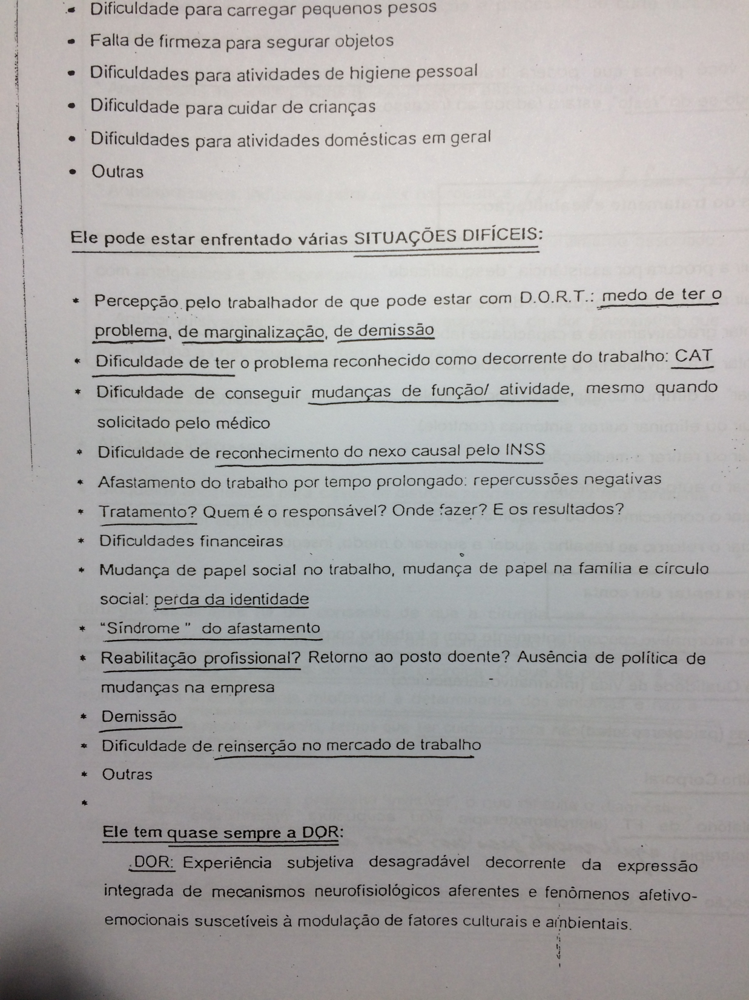 • Dificuldade para carregar pequenos pesos
• Falta de firmeza para segurar objetos
• Dificuldades para atividades de higiene pessoal
• Dificuldade para cuidar de crianças
• Dificuldades para atividades domésticas em geral
• Outras
Ele pode estar enfrentado várias SITUAÇÕES DIFÍCEIS:
* Percepção pelo trabalhador de que pode estar com D.O.R.T.: medo de ter o
problema, de marginalização, de demissão
* Dificuldade de ter o problema reconhecido como decorrente do trabalho: CAT
* Dificuldade de conseguir mudanças de função/ atividade, mesmo quando
solicitado pelo médico
* Dificuldade de reconhecimento do nexo causal pelo INSS
* Afastamento do trabalho por tempo prolongado: repercussões negativas
* Tratamento? Quem é o responsável? Onde fazer? E os resultados?
* Dificuldades financeiras
* Mudança de papel social no trabalho, mudança de papel na família e círculo
social: perda da identidade
* “Síndrome ” do afastamento
* Reabilitação profissional? Retorno ao posto doente? Ausência de política de
mudanças na empresa
* Demissão
* Dificuldade de reinserção no mercado de trabalho
* Outras
*
Ele tem quase sempre a DOR:
DOR: Experiência subjetiva desagradável decorrente da expressão
integrada de mecanismos neurofisiológicos aferentes e fenômenos afetivo-
emocionais suscetíveis à modulação de fatores culturais e ambientais.